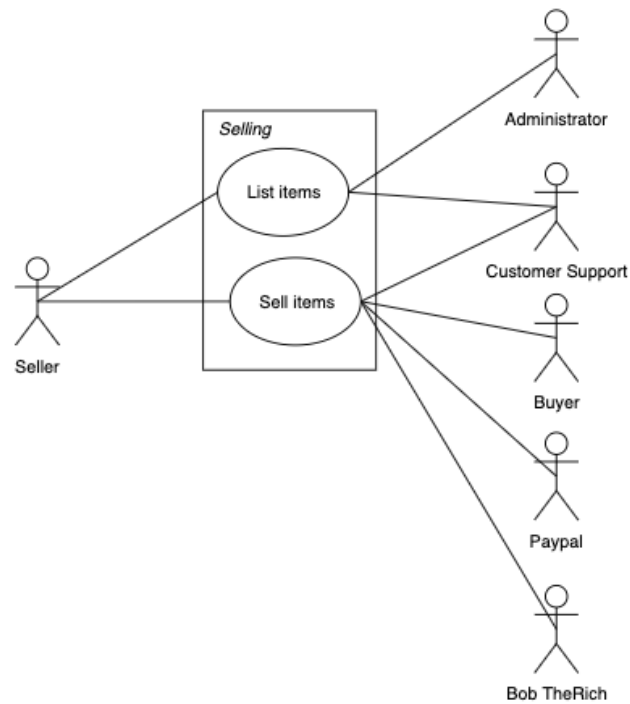 Administrator
Selling
List items
Customer Support
Sell items
Seller
Buyer
Paypal
Bob TheRich